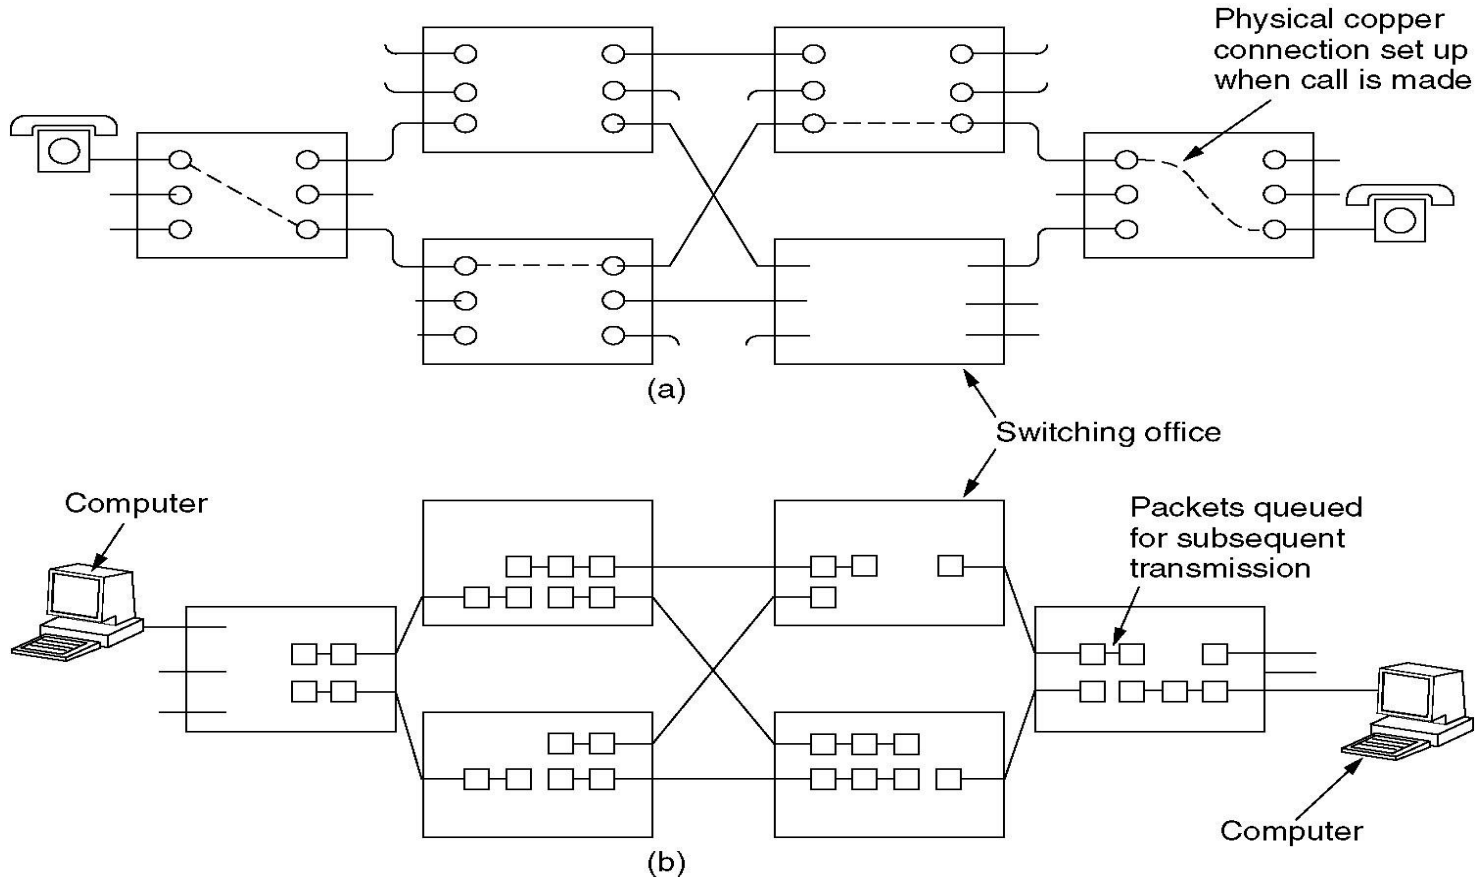 Physical copper
connection set up
when call is made
(a)
Switching office
Computer
Packets queued
for subsequent
transmission
Computer
(b)